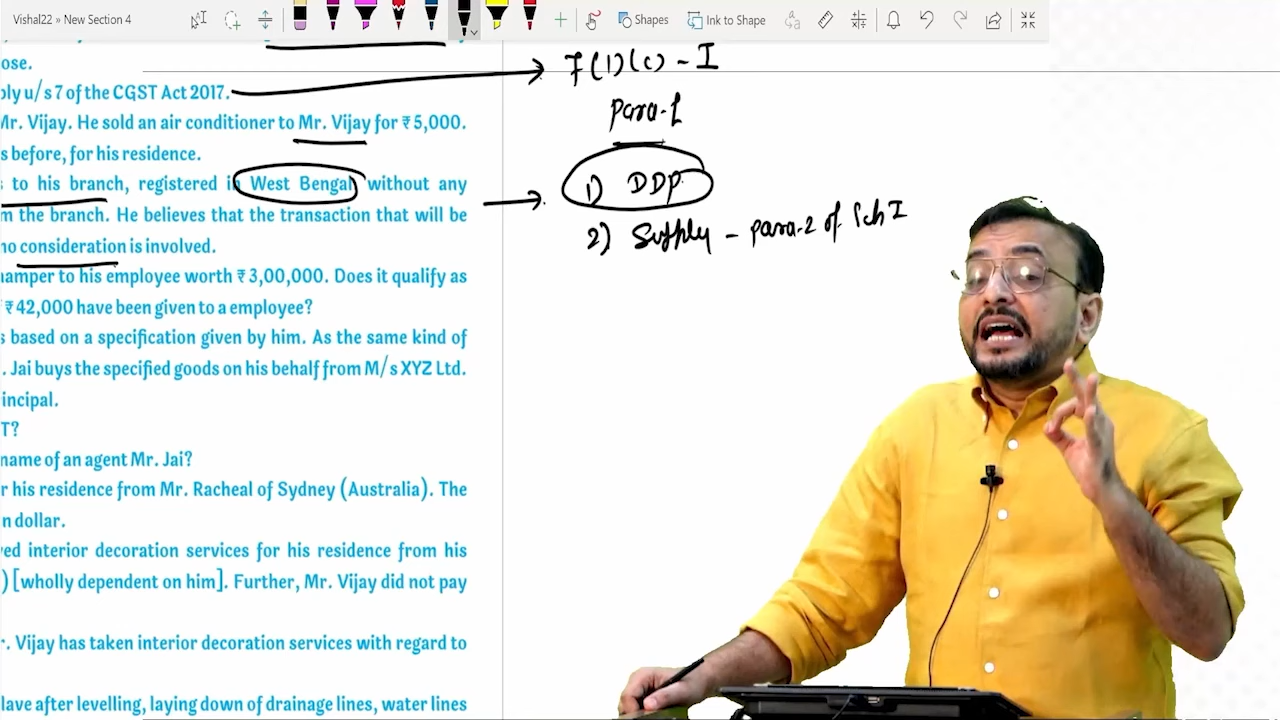 Vishal22 » New Section 4
Shapes
Ink to Shape
ose.
ply u/s 7 of the CGST Act 2017.
Mr. Vijay. He sold an air conditioner to Mr. Vijay for ₹ 5,000.
s before, for his residence.
s to his branch, registered in West Bengal without any
m the branch. He believes that the transaction that will be
no consideration is involved.
hamper to his employee worth ₹ 3,00,000. Does it qualify as
₹ 42,000 have been given to a employee?
s based on a specification given by him. As the same kind of
. Jai buys the specified goods on his behalf from M/s XYZ Ltd.
incipal.
T?
name of an agent Mr. Jai?
r his residence from Mr. Racheal of Sydney (Australia). The
n dollar.
ed interior decoration services for his residence from his
) [wholly dependent on him]. Further, Mr. Vijay did not pay
r. Vijay has taken interior decoration services with regard to
lave after levelling, laying down of drainage lines, water lines
7(1)(c) - I
Para-1
1) DDP
2) Supply - para-2 of Sch I